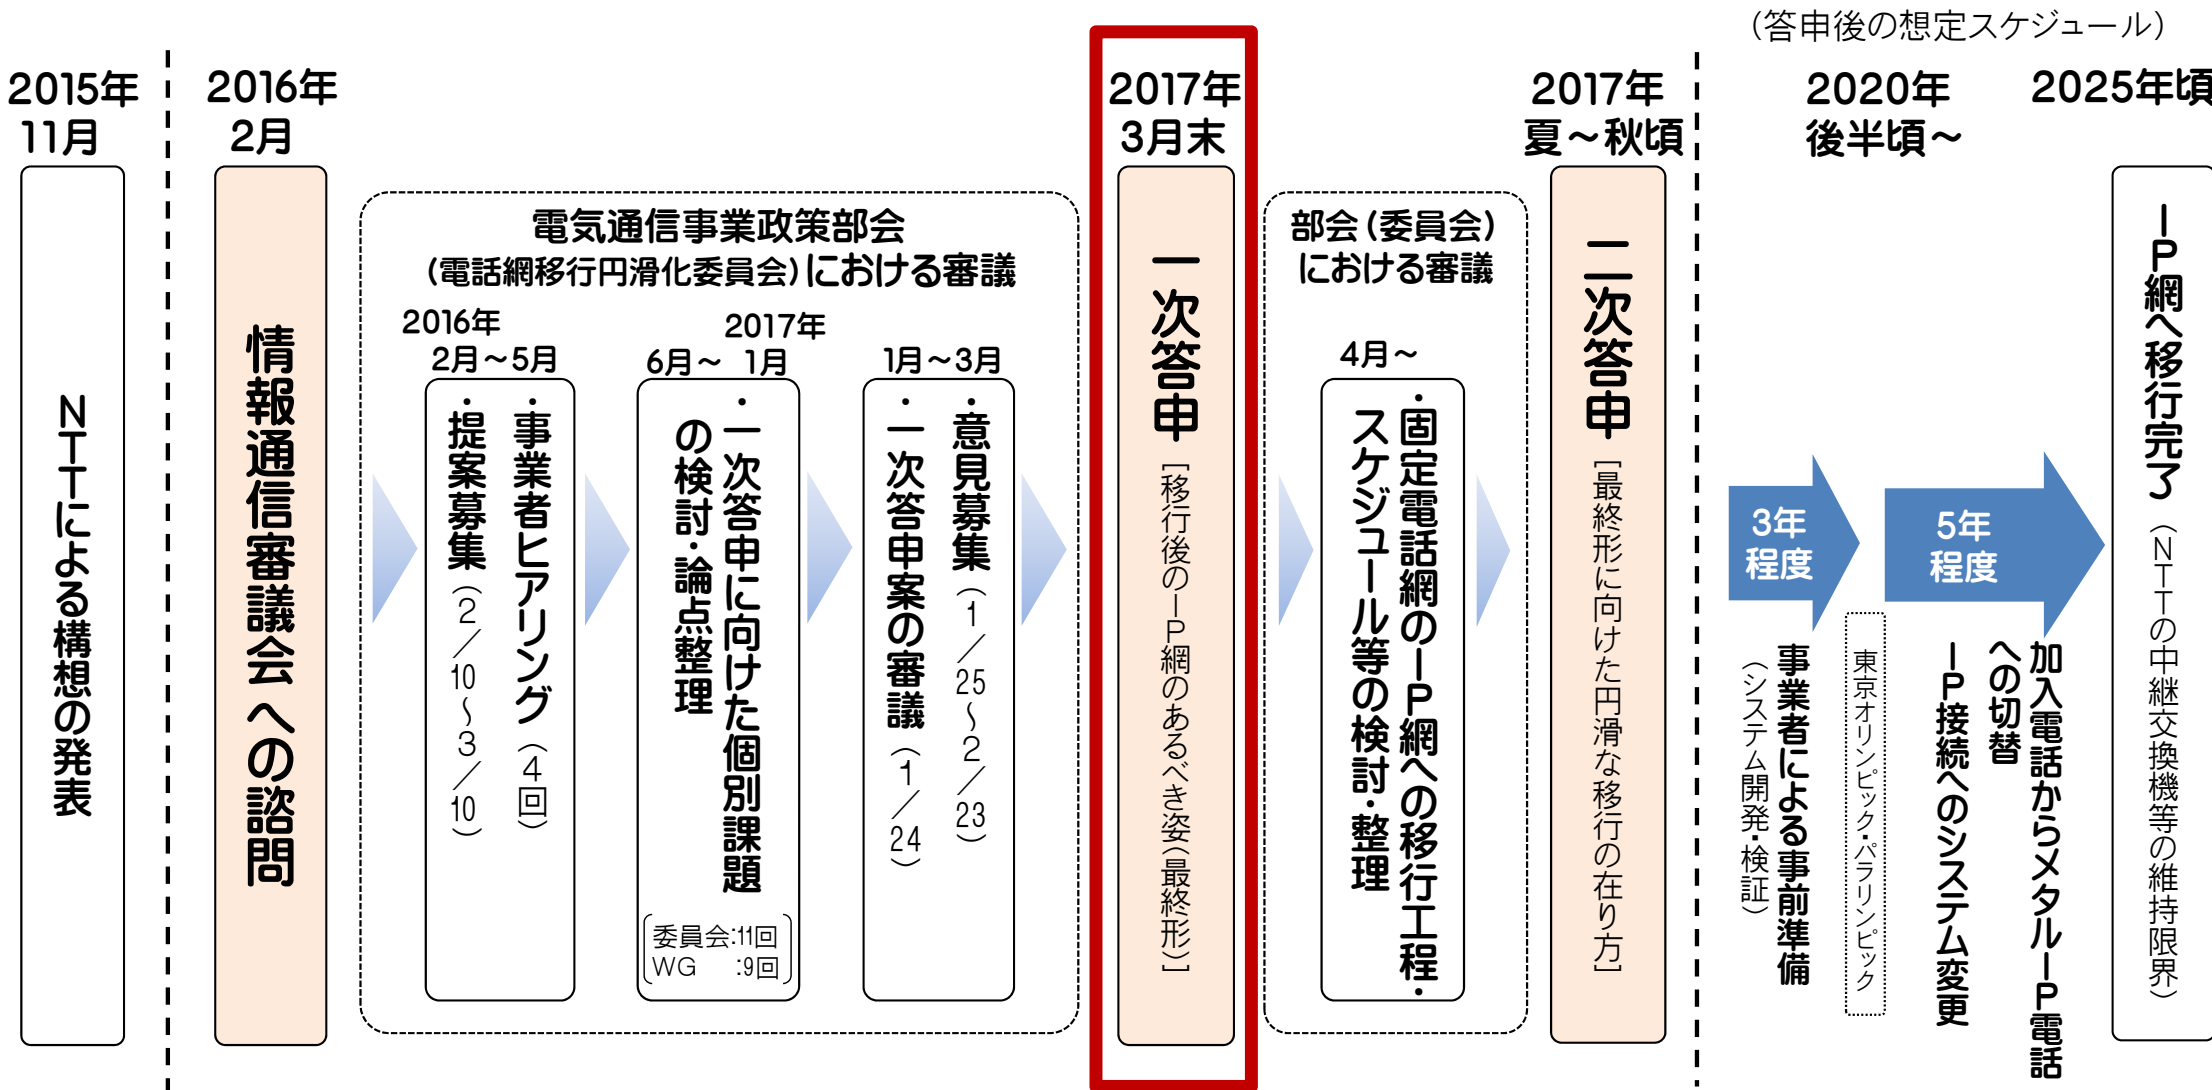 （答申後の想定スケジュール）
2015年
11月
NTTによる構想の発表
2016年
2月
情報通信審議会への諮問
電気通信事業政策部会
（電話網移行円滑化委員会）における審議
2016年
2月～5月
・事業者ヒアリング（4回）
・提案募集（2／10～3／10）
2017年
6月～ 1月
・一次答申に向けた個別課題
の検討・論点整理
委員会:11回
WG :9回
1月～3月
・意見募集（1／25～2／23）
・一次答申案の審議（1／24）
2017年
3月末
一次答申［移行後のIP網のあるべき姿（最終形）］
部会（委員会）
における審議
4月～
・固定電話網のIP網への移行工程・
スケジュール等の検討・整理
2017年
夏～秋頃
二次答申［最終形に向けた円滑な移行の在り方］
2020年
後半頃～
3年
程度
事業者による事前準備
（システム開発・検証）
東京オリンピック・パラリンピック
5年
程度
加入電話からメタルIP電話
への切替
IP接続へのシステム変更
2025年頃
IP網へ移行完了（NTTの中継交換機等の維持限界）